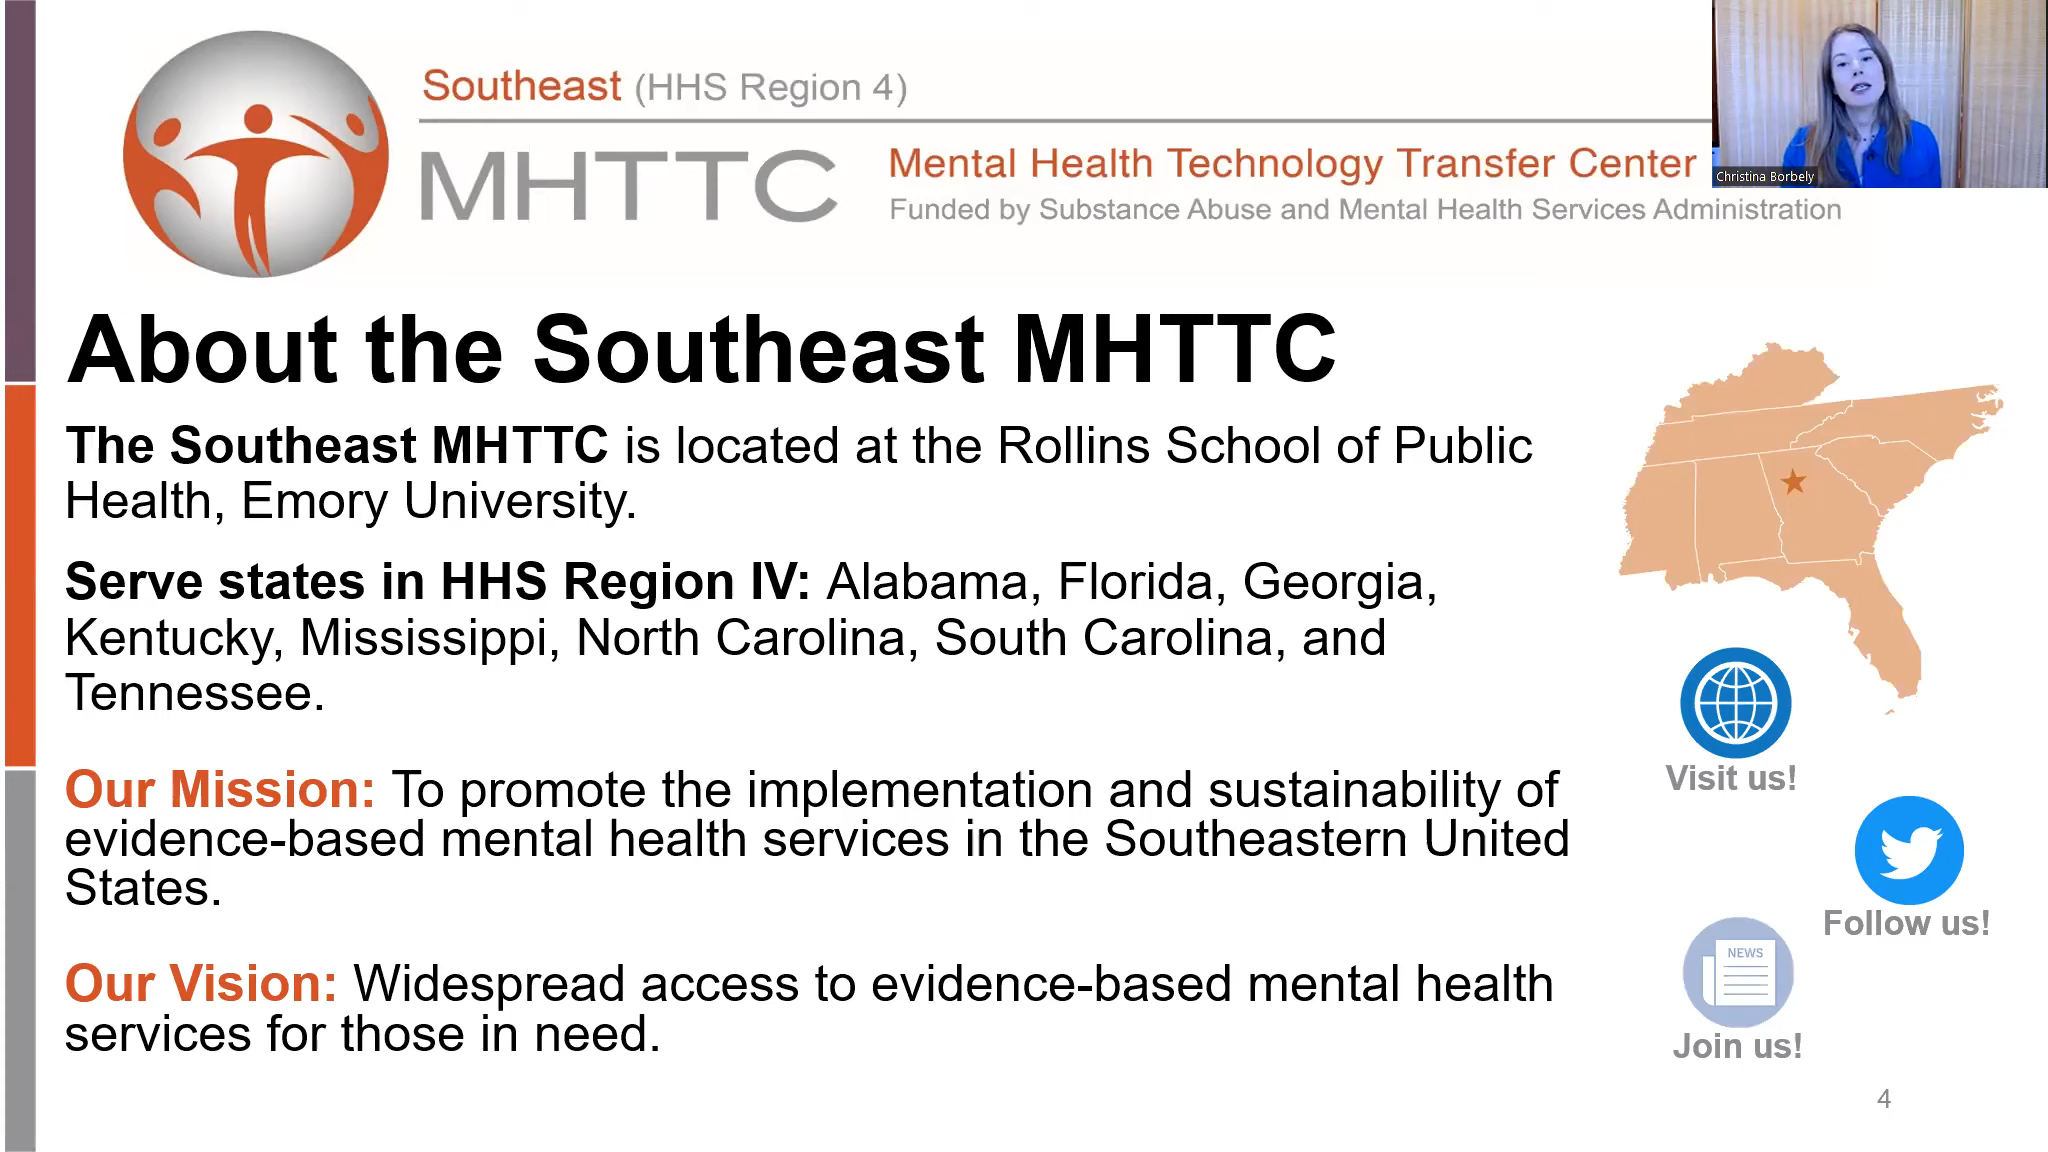 Southeast (HHS Region 4)
MHTTC
Mental Health Technology Transfer Center
Funded by Substance Abuse and Mental Health Services Administration
Christina Borbely
About the Southeast MHTTC
The Southeast MHTTC is located at the Rollins School of Public
Health, Emory University.
Serve states in HHS Region IV: Alabama, Florida, Georgia,
Kentucky, Mississippi, North Carolina, South Carolina, and
Tennessee.
Our Mission: To promote the implementation and sustainability of
evidence-based mental health services in the Southeastern United
States.
Our Vision: Widespread access to evidence-based mental health
services for those in need.
Visit us!
Follow us!
NEWS
Join us!
4